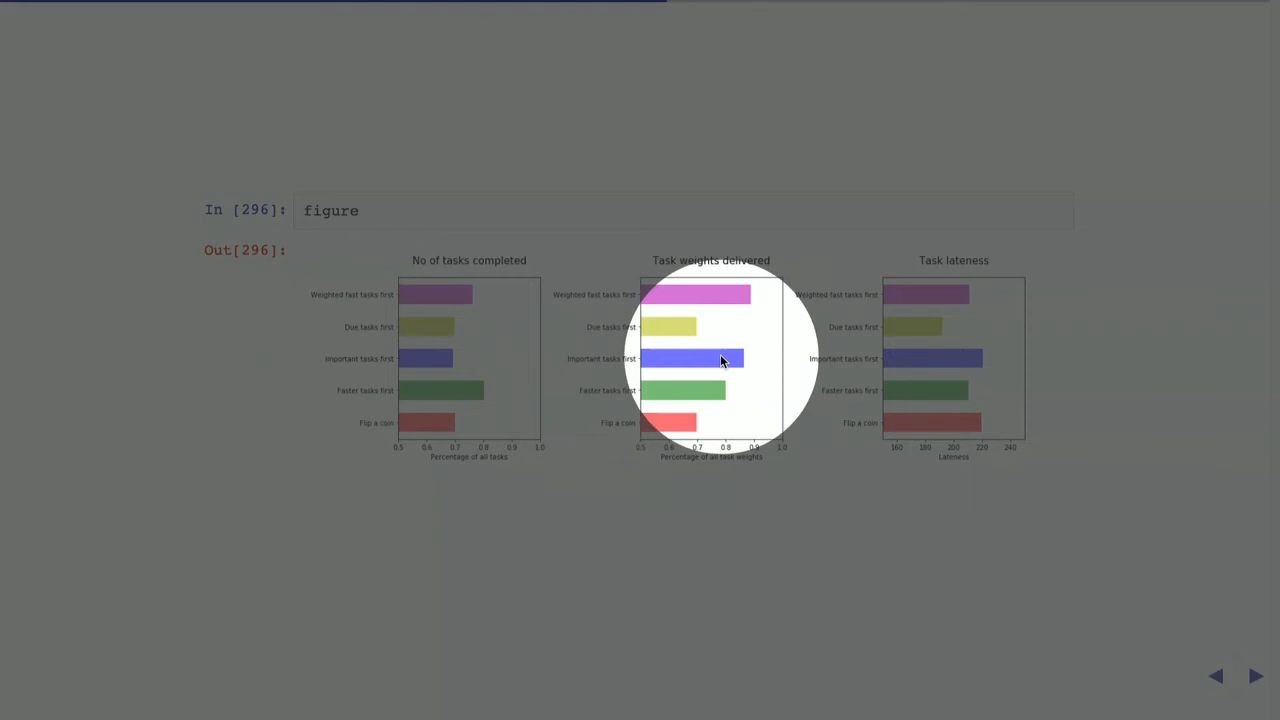 In [296]: figure
Out[296]:
No of tasks completed
Weighted fast tasks first
Due tasks first
Important tasks first
Faster tasks first
Flip a coin
0.5 0.6 0.7 0.8 0.9 1.0
Percentage of all tasks
Task weights delivered
Weighted fast tasks first
Due tasks first
Important tasks first
Faster tasks first
Flip a coin
0.5 0.6 0.7 0.8 0.9 1.0
Percentage of all task weights
Task lateness
Weighted fast tasks first
Due tasks first
Important tasks first
Faster tasks first
Flip a coin
160 180 200 220 240
Lateness